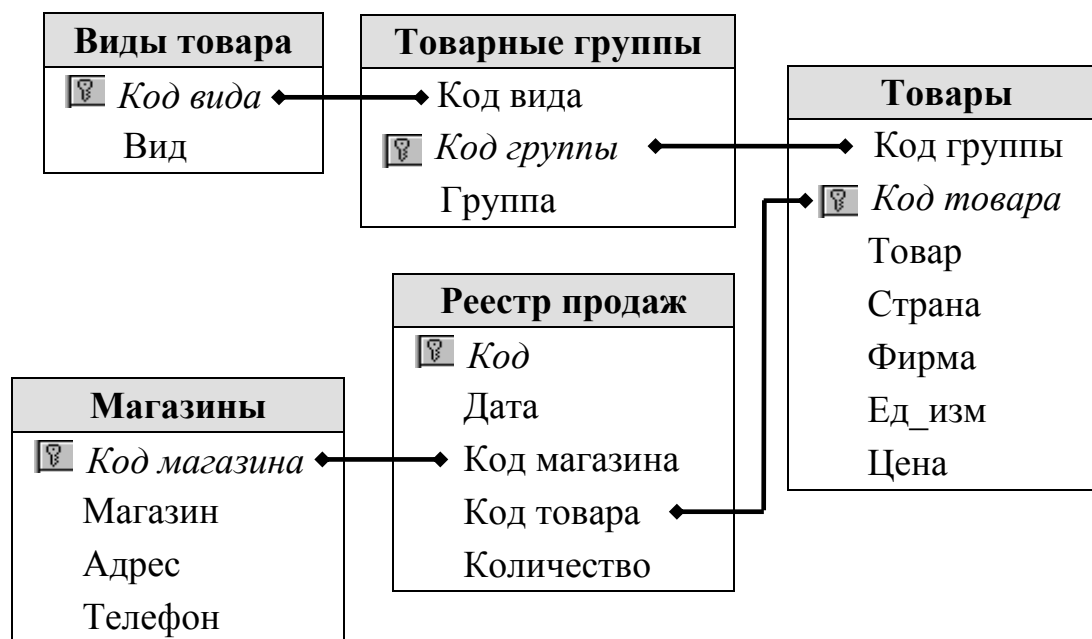 Виды товара
Код вида
Вид
Товарные группы
Код вида
Код группы
Группа
Товары
Код группы
Код товара
Товар
Страна
Фирма
Ед_изм
Цена
Реестр продаж
Код
Дата
Код магазина
Код товара
Количество
Магазины
Код магазина
Магазин
Адрес
Телефон